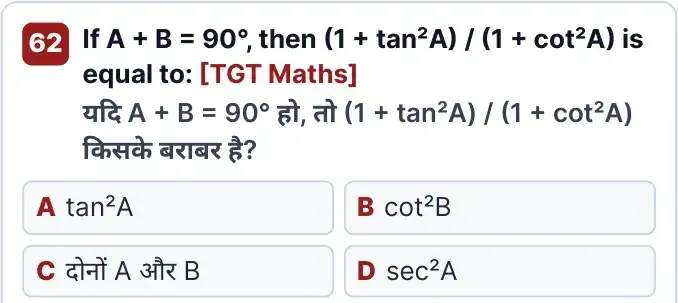 62 If A + B = 90°, then (1 + tan²A) / (1 + cot²A) is
equal to: [TGT Maths]
यदि A + B = 90° हो, तो (1 + tan²A) / (1 + cot²A)
किसके बराबर है?
A tan²A
B cot²B
C दोनों A और B
D sec²A